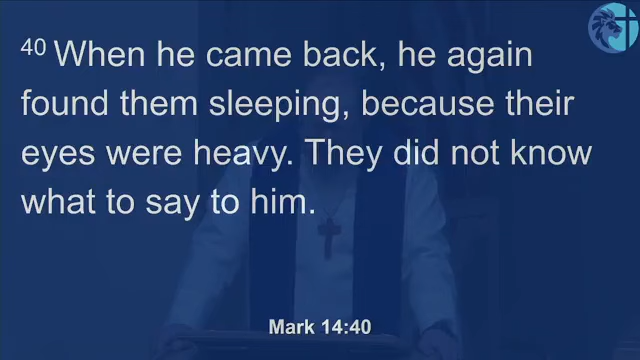 40 When he came back, he again
found them sleeping, because their
eyes were heavy. They did not know
what to say to him.
Mark 14:40